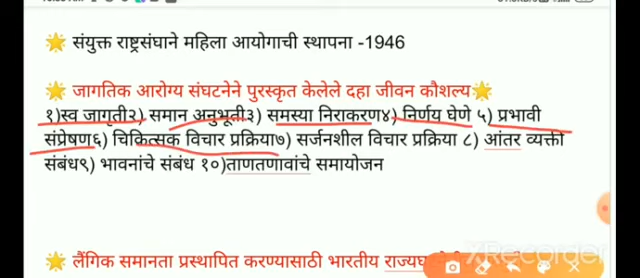 संयुक्त राष्ट्रसंघाने महिला आयोगाची स्थापना -1946
जागतिक आरोग्य संघटनेने पुरस्कृत केलेले दहा जीवन कौशल्य
१)स्व जागृती२) समान अनुभूती३) समस्या निराकरण४) निर्णय घेणे ५) प्रभावी
संप्रेषण६) चिकित्सक विचार प्रक्रिया७) सर्जनशील विचार प्रक्रिया ८) आंतर व्यक्ती
संबंध९) भावनांचे संबंध १०)ताणतणावांचे समायोजन
लैंगिक समानता प्रस्थापित करण्यासाठी भारतीय
XRecorder